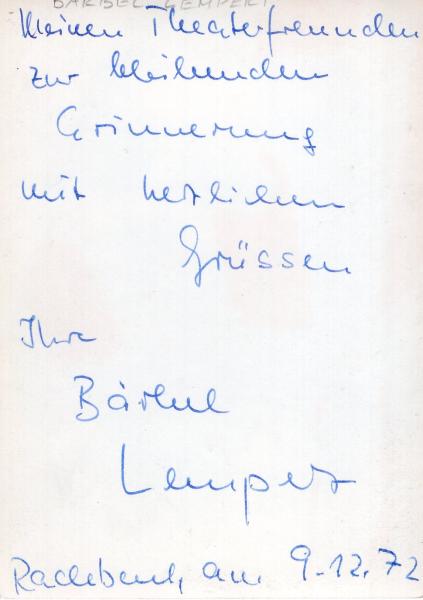 BÄRBEL LEMPERT
Meinen Theaterfreunden
zur bleibenden
Erinnerung
mit herzlichen
Grüssen
Ihre
Bärbel
Lempert
Radebeul, am 9.12.72